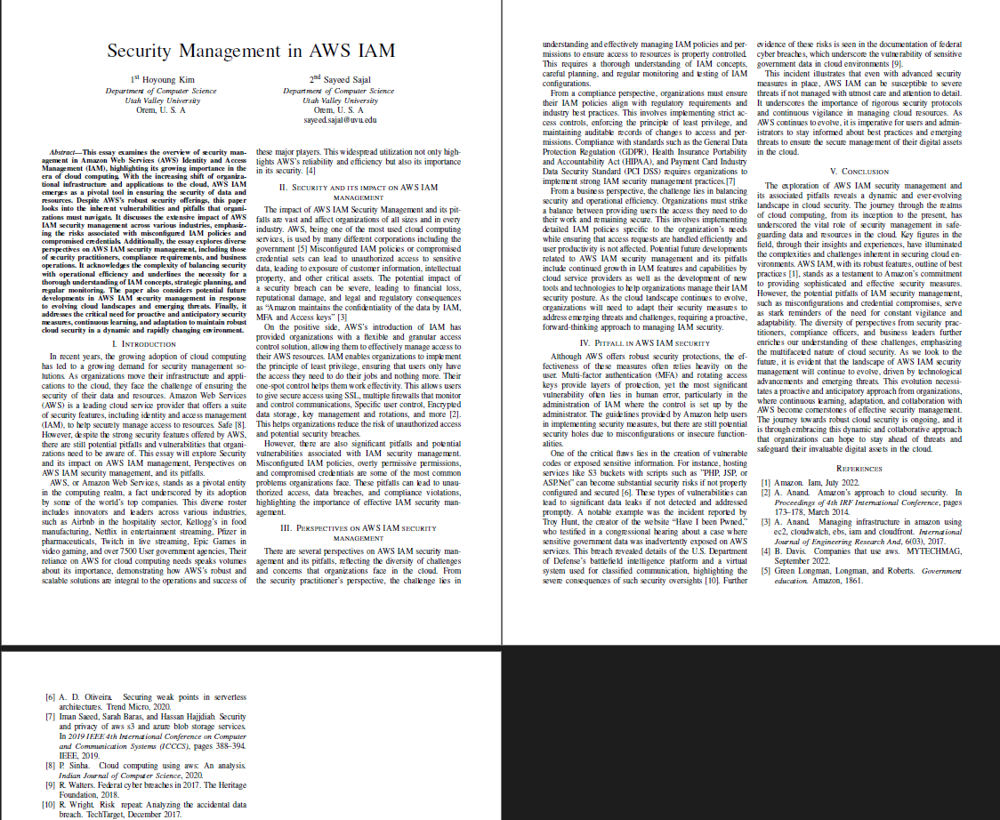 Security Management in AWS IAM
1st Hoyoung Kim
Department of Computer Science
Utah Valley University
Orem, U. S. A
2nd Sayeed Sajal
Department of Computer Science
Utah Valley University
Orem, U. S. A
sayeed.sajal@uvu.edu
Abstract—This essay examines the overview of security man-
agement in Amazon Web Services (AWS) Identity and Access
Management (IAM), highlighting its growing importance in the
era of cloud computing. With the increasing shift of organiza-
tional infrastructure and applications to the cloud, AWS IAM
emerges as a pivotal tool in ensuring the security of data and
resources. Despite AWS's robust security offerings, this paper
looks into the inherent vulnerabilities and pitfalls that organi-
zations must navigate. It discusses the extensive impact of AWS
IAM security management across various industries, emphasiz-
ing the risks associated with misconfigured IAM policies and
compromised credentials. Additionally, the essay explores diverse
perspectives on AWS IAM security management, including those
of security practitioners, compliance requirements, and business
operations. It acknowledges the complexity of balancing security
with operational efficiency and underlines the necessity for a
thorough understanding of IAM concepts, strategic planning, and
regular monitoring. The paper also considers potential future
developments in AWS IAM security management in response
to evolving cloud landscapes and emerging threats. Finally, it
addresses the critical need for proactive and anticipatory security
measures, continuous learning, and adaptation to maintain robust
cloud security in a dynamic and rapidly changing environment.
I. Introduction
In recent years, the growing adoption of cloud computing
has led to a growing demand for security management so-
lutions. As organizations move their infrastructure and appli-
cations to the cloud, they face the challenge of ensuring the
security of their data and resources. Amazon Web Services
(AWS) is a leading cloud service provider that offers a suite
of security features, including identity and access management
(IAM), to help securely manage access to resources. Safe [8].
However, despite the strong security features offered by AWS,
there are still potential pitfalls and vulnerabilities that organi-
zations need to be aware of. This essay will explore Security
and its impact on AWS IAM management, Perspectives on
AWS IAM security management, and its pitfalls.
AWS, or Amazon Web Services, stands as a pivotal entity
in the computing realm, a fact underscored by its adoption
by some of the world's top companies. This diverse roster
includes innovators and leaders across various industries,
such as Airbnb in the hospitality sector, Kellogg's in food
manufacturing, Netflix in entertainment streaming, Pfizer in
pharmaceuticals, Twitch in live streaming, Epic Games in
video gaming, and over 7500 User government agencies, Their
reliance on AWS for cloud computing needs speaks volumes
about its importance, demonstrating how AWS's robust and
scalable solutions are integral to the operations and success of
these major players. This widespread utilization not only high-
lights AWS's reliability and efficiency but also its importance
in its security. [4]
II. Security and its impact on AWS IAM
management
The impact of AWS IAM Security Management and its pit-
falls are vast and affect organizations of all sizes and in every
industry. AWS, being one of the most used cloud computing
services, is used by many different corporations including the
government [5] Misconfigured IAM policies or compromised
credential sets can lead to unauthorized access to sensitive
data, leading to exposure of customer information, intellectual
property, and other critical assets. The potential impact of
a security breach can be severe, leading to financial loss,
reputational damage, and legal and regulatory consequences
as “Amazon maintains the confidentiality of the data by IAM,
MFA and Access keys” [3]
On the positive side, AWS's introduction of IAM has
provided organizations with a flexible and granular access
control solution, allowing them to effectively manage access to
their AWS resources. IAM enables organizations to implement
the principle of least privilege, ensuring that users only have
the access they need to do their jobs and nothing more. Their
one-spot control helps them work effectivity. This allows users
to give secure access using SSL, multiple firewalls that monitor
and control communications, Specific user control, Encrypted
data storage, key management and rotations, and more [2].
This helps organizations reduce the risk of unauthorized access
and potential security breaches.
However, there are also significant pitfalls and potential
vulnerabilities associated with IAM security management.
Misconfigured IAM policies, overly permissive permissions,
and compromised credentials are some of the most common
problems organizations face. These pitfalls can lead to unau-
thorized access, data breaches, and compliance violations,
highlighting the importance of effective security man-
agement.
III. Perspectives on AWS IAM security
management
There are several perspectives on AWS IAM security man-
agement and its pitfalls, reflecting the diversity of challenges
and concerns that organizations face in the cloud. From
the security practitioner's perspective, the challenge lies in
understanding and effectively managing IAM policies and per-
missions to ensure access to resources is properly controlled.
This requires a thorough understanding of IAM concepts,
careful planning, and regular monitoring and testing of IAM
configurations.
From a compliance perspective, organizations must ensure
their IAM policies align with regulatory requirements and
industry best practices. This involves implementing strict ac-
cess controls, enforcing the principle of least privilege, and
maintaining auditable records of changes to access and per-
missions. Compliance with standards such as the General Data
Protection Regulation (GDPR), Health Insurance Portability
and Accountability Act (HIPAA), and Payment Card Industry
Data Security Standard (PCI DSS) requires organizations to
implement strong IAM security management practices.[7]
From a business perspective, the challenge lies in balancing
security and operational efficiency. Organizations must strike
a balance between providing users the access they need to do
their work and remaining secure. This involves implementing
detailed IAM policies specific to the organization's needs
while ensuring that access requests are handled efficiently and
user productivity is not affected. Potential future developments
related to AWS IAM security management and its pitfalls
include continued growth in IAM features and capabilities by
cloud service providers as well as the development of new
tools and technologies to help organizations manage their IAM
security posture. As the cloud landscape continues to evolve,
organizations will need to adapt their security measures to
address emerging threats and challenges, requiring a proactive,
forward-thinking approach to managing IAM security.
IV. Pitfall in AWS IAM security
Although AWS offers robust security protections, the ef-
fectiveness of these measures often relies heavily on the
user. Multi-factor authentication (MFA) and rotating access
keys provide layers of protection, yet the most significant
vulnerability often lies in human error, particularly in the
administration of IAM where the control is set up by the
administrator. The guidelines provided by Amazon help users
in implementing security measures, but there are still potential
security holes due to misconfigurations or insecure function-
alities.
One of the critical flaws lies in the creation of vulnerable
codes or exposed sensitive information. For instance, hosting
services like S3 buckets with scripts such as ”PHP, JSP, or
ASP.Net” can become substantial security risks if not properly
configured and secured [6]. These types of vulnerabilities can
lead to significant data leaks if not detected and addressed
promptly. A notable example was the incident reported by
Troy Hunt, the creator of the website “Have I been Pwned,”
who testified in a congressional hearing about a case where
sensitive government data was inadvertently exposed on AWS
services. This breach revealed details of the U.S. Department
of Defense's battlefield intelligence platform and a virtual
system used for classified communication, highlighting the
severe consequences of such security oversights [10]. Further
evidence of these risks is seen in the documentation of federal
cyber breaches, which underscore the vulnerability of sensitive
government data in cloud environments [9].
This incident illustrates that even with advanced security
measures in place, AWS IAM can be susceptible to severe
threats if not managed with utmost care and attention to detail.
It underscores the importance of rigorous security protocols
and continuous vigilance in managing cloud resources. As
AWS continues to evolve, it is imperative for users and admin-
istrators to stay informed about best practices and emerging
threats to ensure the secure management of their digital assets
in the cloud.
V. Conclusion
The exploration of AWS IAM security management and
its associated pitfalls reveals a dynamic and ever-evolving
landscape in cloud security. The journey through the realms
of cloud computing, from its inception to the present, has
underscored the vital role of security management in safe-
guarding data and resources in the cloud. Key figures in the
field, through their insights and experiences, have illuminated
the complexities and challenges inherent in securing cloud en-
vironments. AWS IAM, with its robust features, outline of best
practices [1], stands as a testament to Amazon's commitment
to providing sophisticated and effective security measures.
However, the potential pitfalls of IAM security management,
such as misconfigurations and credential compromises, serve
as stark reminders of the need for constant vigilance and
adaptability. The diversity of perspectives from security prac-
titioners, compliance officers, and business leaders further
enriches our understanding of these challenges, emphasizing
the multifaceted nature of cloud security. As we look to the
future, it is evident that the landscape of AWS IAM security
management will continue to evolve, driven by technological
advancements and emerging threats. This evolution necessi-
tates a proactive and anticipatory approach from organizations,
where continuous learning, adaptation, and collaboration with
AWS become cornerstones of effective security management.
The journey towards robust cloud security is ongoing, and it
is through embracing this dynamic and collaborative approach
that organizations can hope to stay ahead of threats and
safeguard their invaluable digital assets in the cloud.
References
[1] Amazon. Iam, July 2022.
[2] A. Anand. Amazon's approach to cloud security. In
Proceedings of 4th IRF International Conference, pages
173–178, March 2014.
[3] A. Anand. Managing infrastructure in amazon using
ec2, cloudwatch, ebs, iam and cloudfront. International
Journal of Engineering Research And, 6(03), 2017.
[4] B. Davis. Companies that use aws. MYTECHMAG,
September 2022.
[5] Green Longman, Longman, and Roberts. Government
education. Amazon, 1861.
[6] A. D. Oliveira. Securing weak points in serverless
architectures. Trend Micro, 2020.
[7] Iman Saeed, Sarah Baras, and Hassan Hajjdiab. Security
and privacy of aws s3 and azure blob storage services.
In 2019 IEEE 4th International Conference on Computer
and Communication Systems (ICCCS), pages 388–394.
IEEE, 2019.
[8] P. Sinha. Cloud computing using aws: An analysis.
Indian Journal of Computer Science, 2020.
[9] R. Walters. Federal cyber breaches in 2017. The Heritage
Foundation, 2018.
[10] R. Wright. Risk repeat: Analyzing the accidental data
breach. TechTarget, December 2017.